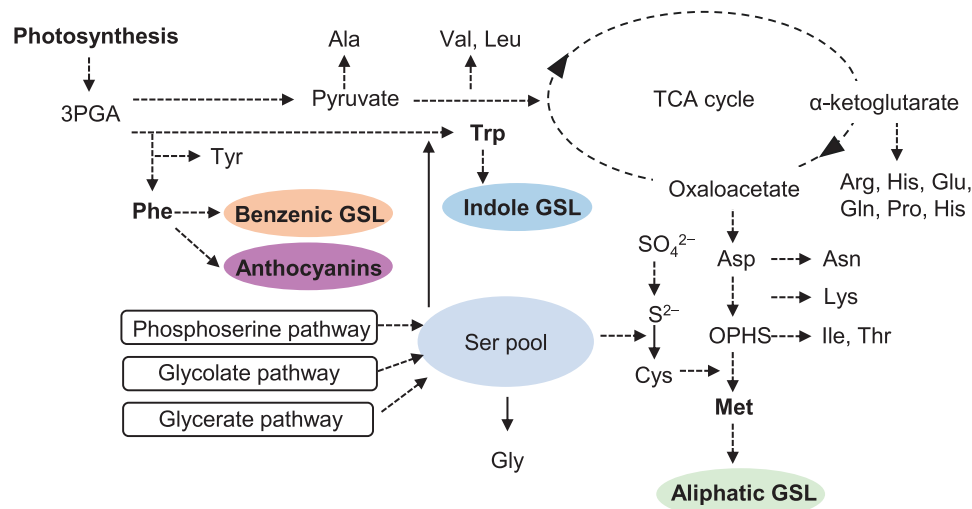 Photosynthesis
3PGA
Ala
Pyruvate
Val, Leu
TCA cycle
α-ketoglutarate
Arg, His, Glu,
Gln, Pro, His
Oxaloacetate
Trp
Tyr
Phe
Benzenic GSL
Anthocyanins
Indole GSL
SO₄²⁻
S²⁻
Cys
Asp
Asn
Lys
OPHS
Ile, Thr
Met
Aliphatic GSL
Phosphoserine pathway
Glycolate pathway
Glycerate pathway
Ser pool
Gly